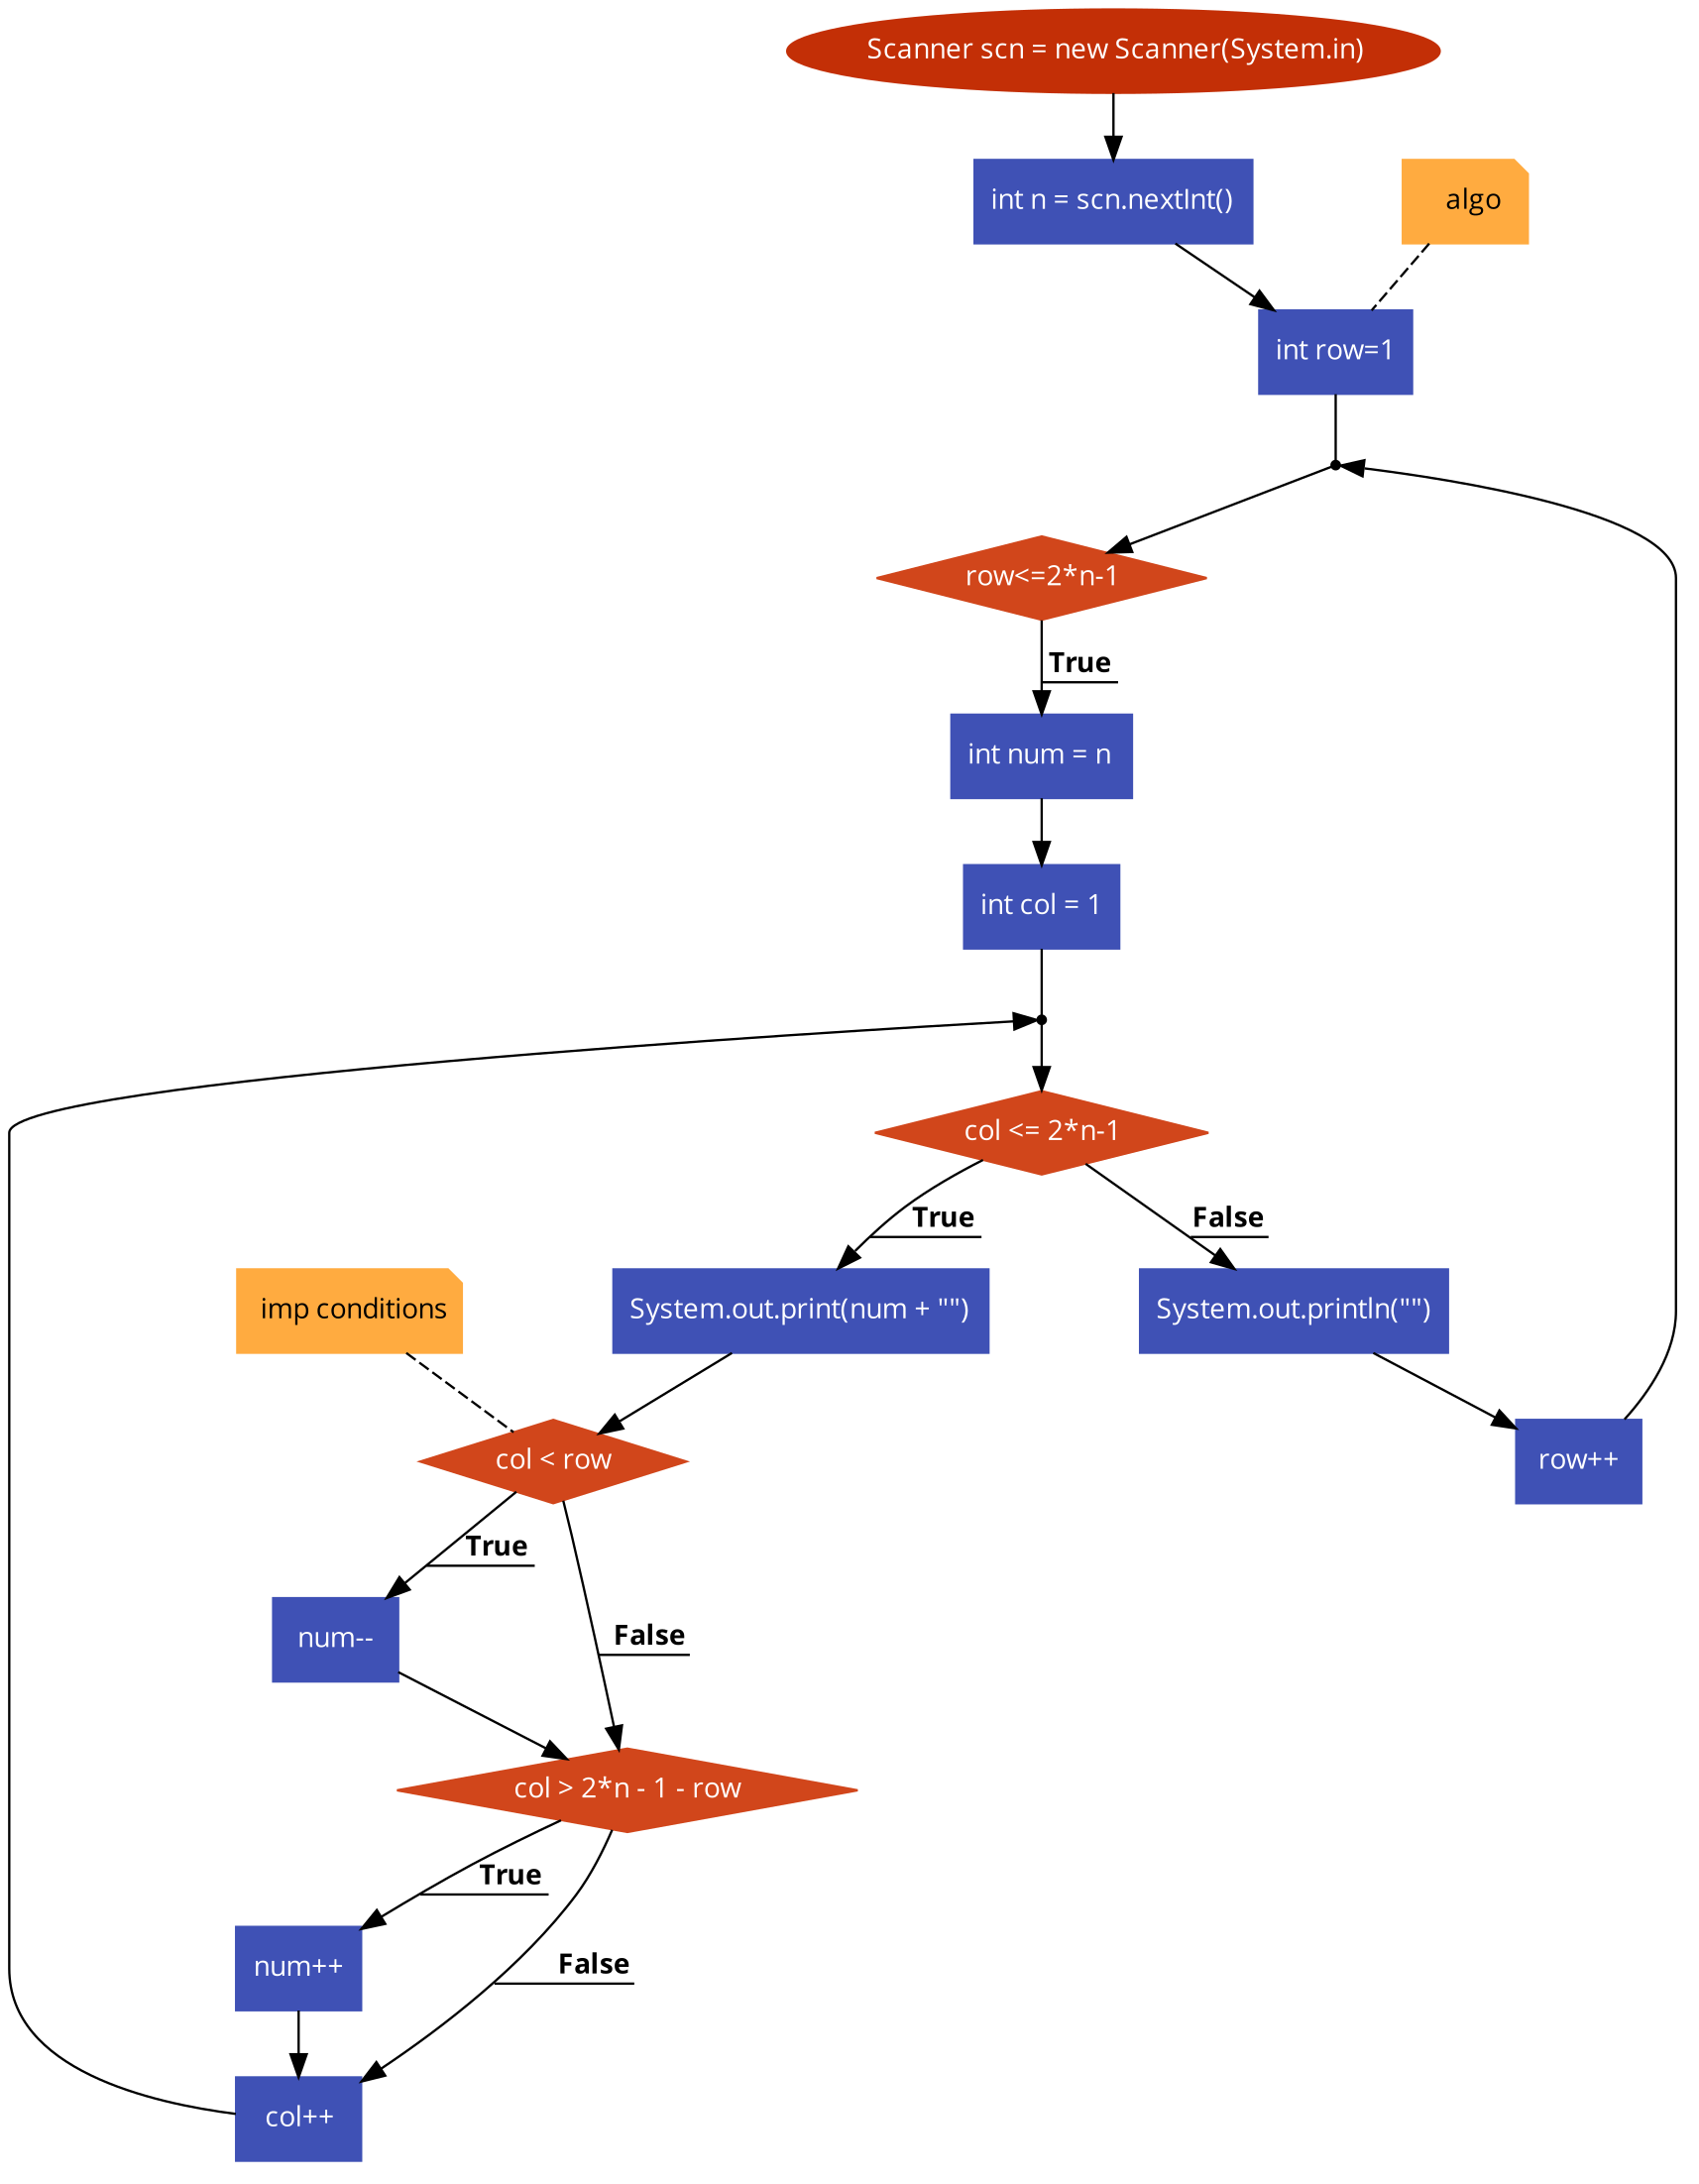 Scanner scn = new Scanner(System.in)
int n = scn.nextInt()
algo
int row=1
row<=2*n-1
True
int num = n
int col = 1
col <= 2*n-1
True
False
imp conditions
System.out.print(num + "")
System.out.println("")
col < row
row++
True
num--
False
col > 2*n - 1 - row
True
num++
False
col++